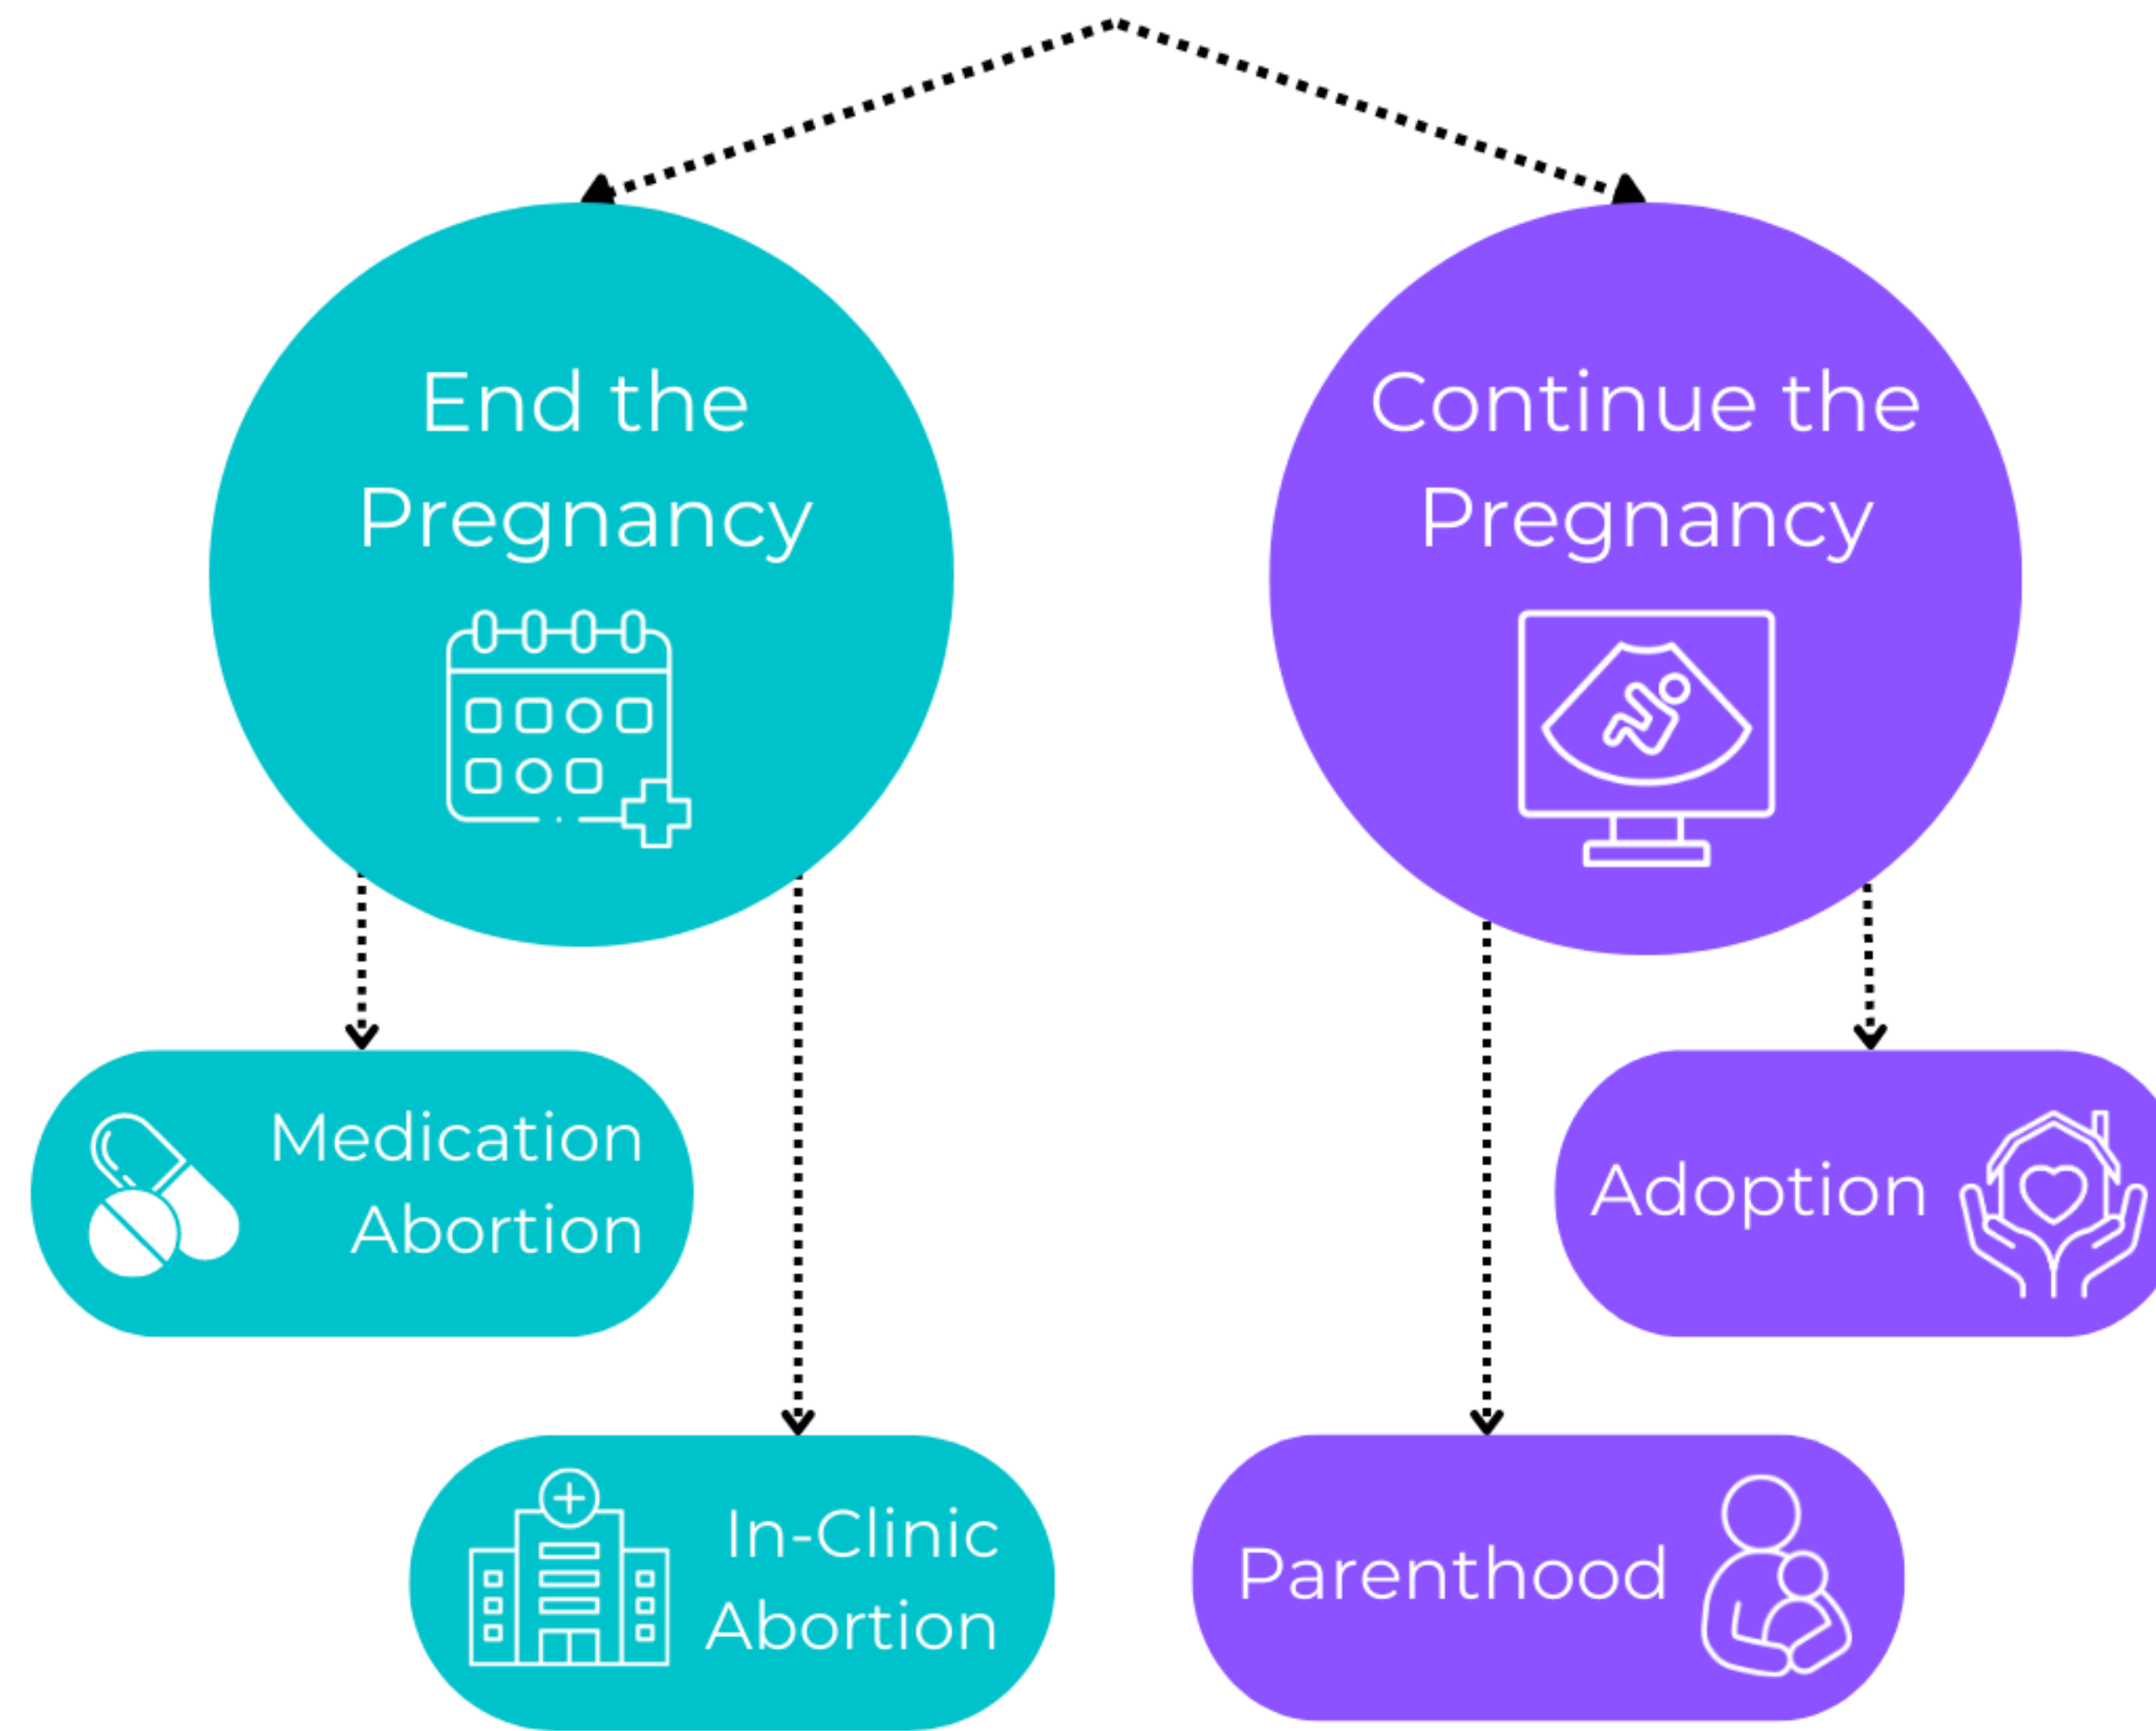 End the
Pregnancy
Continue the
Pregnancy
Medication
Abortion
Adoption
In-Clinic
Abortion
Parenthood